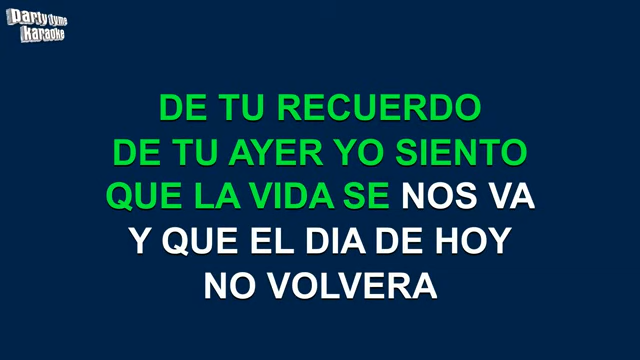 Party Tyme
karaoke
DE TU RECUERDO
DE TU AYER YO SIENTO
QUE LA VIDA SE NOS VA
Y QUE EL DIA DE HOY
NO VOLVERA